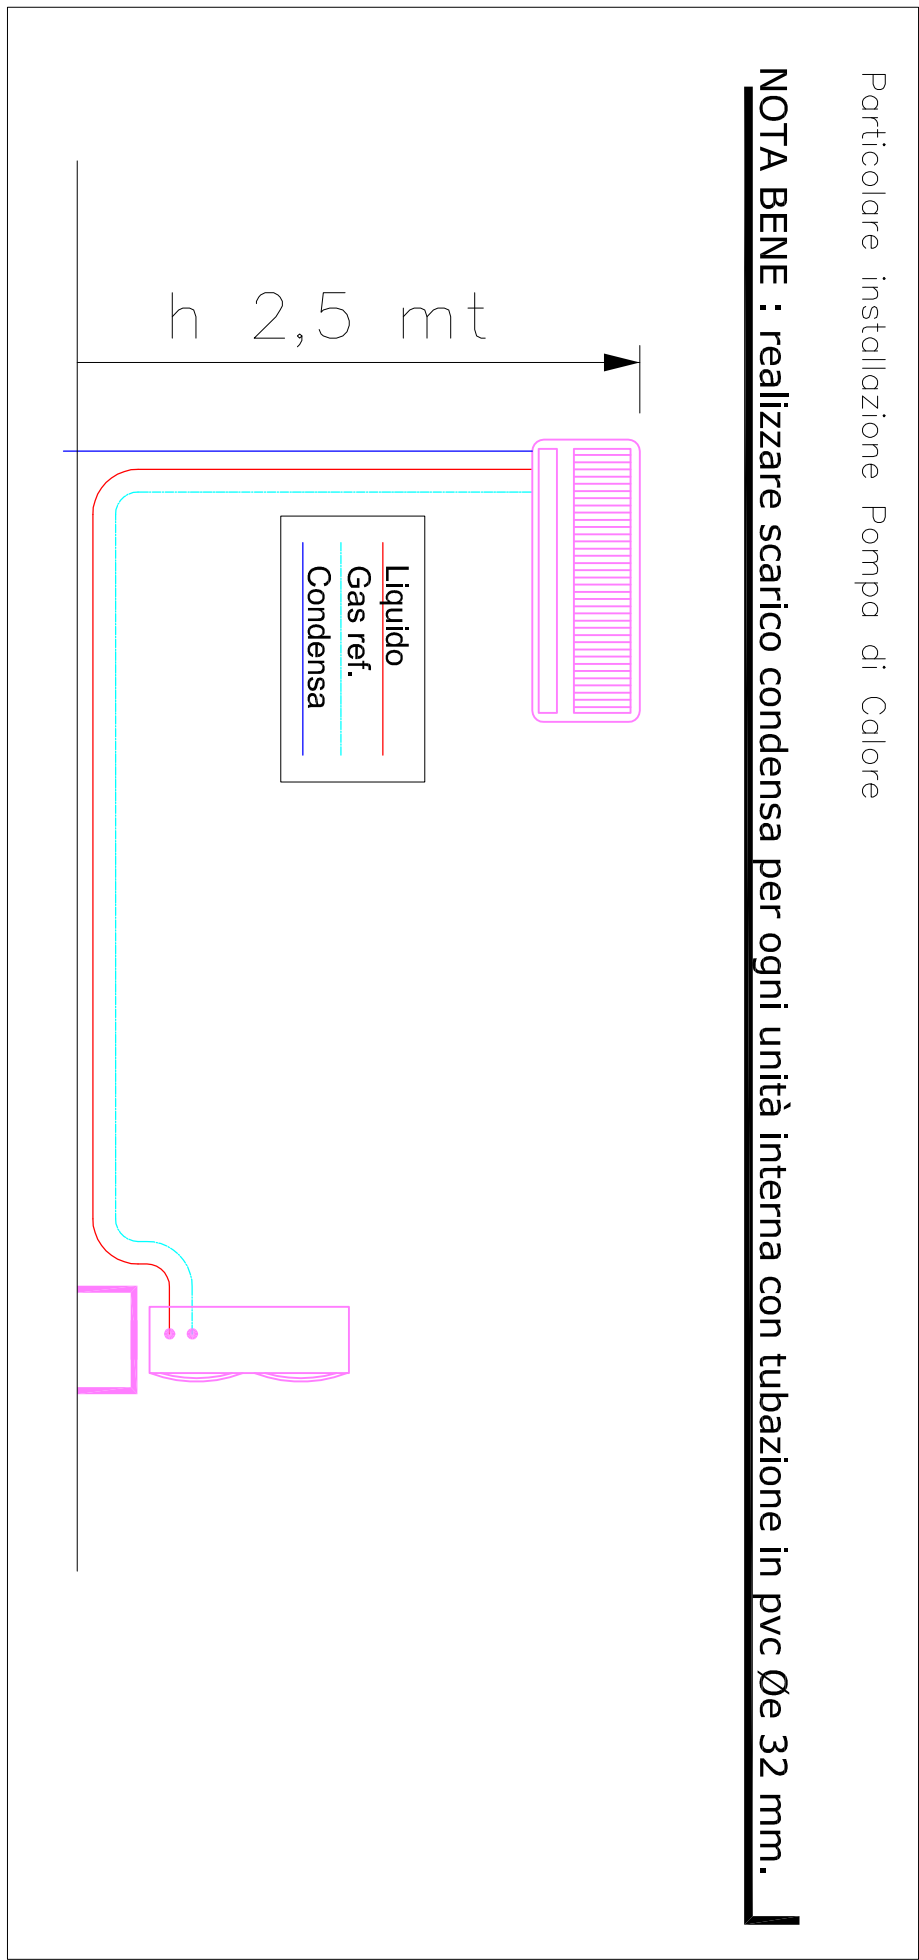 Particolare installazione Pompa di Calore
NOTA BENE : realizzare scarico condensa per ogni unità interna con tubazione in pvc Øe 32 mm.
h 2,5 mt
Liquido
Gas ref.
Condensa